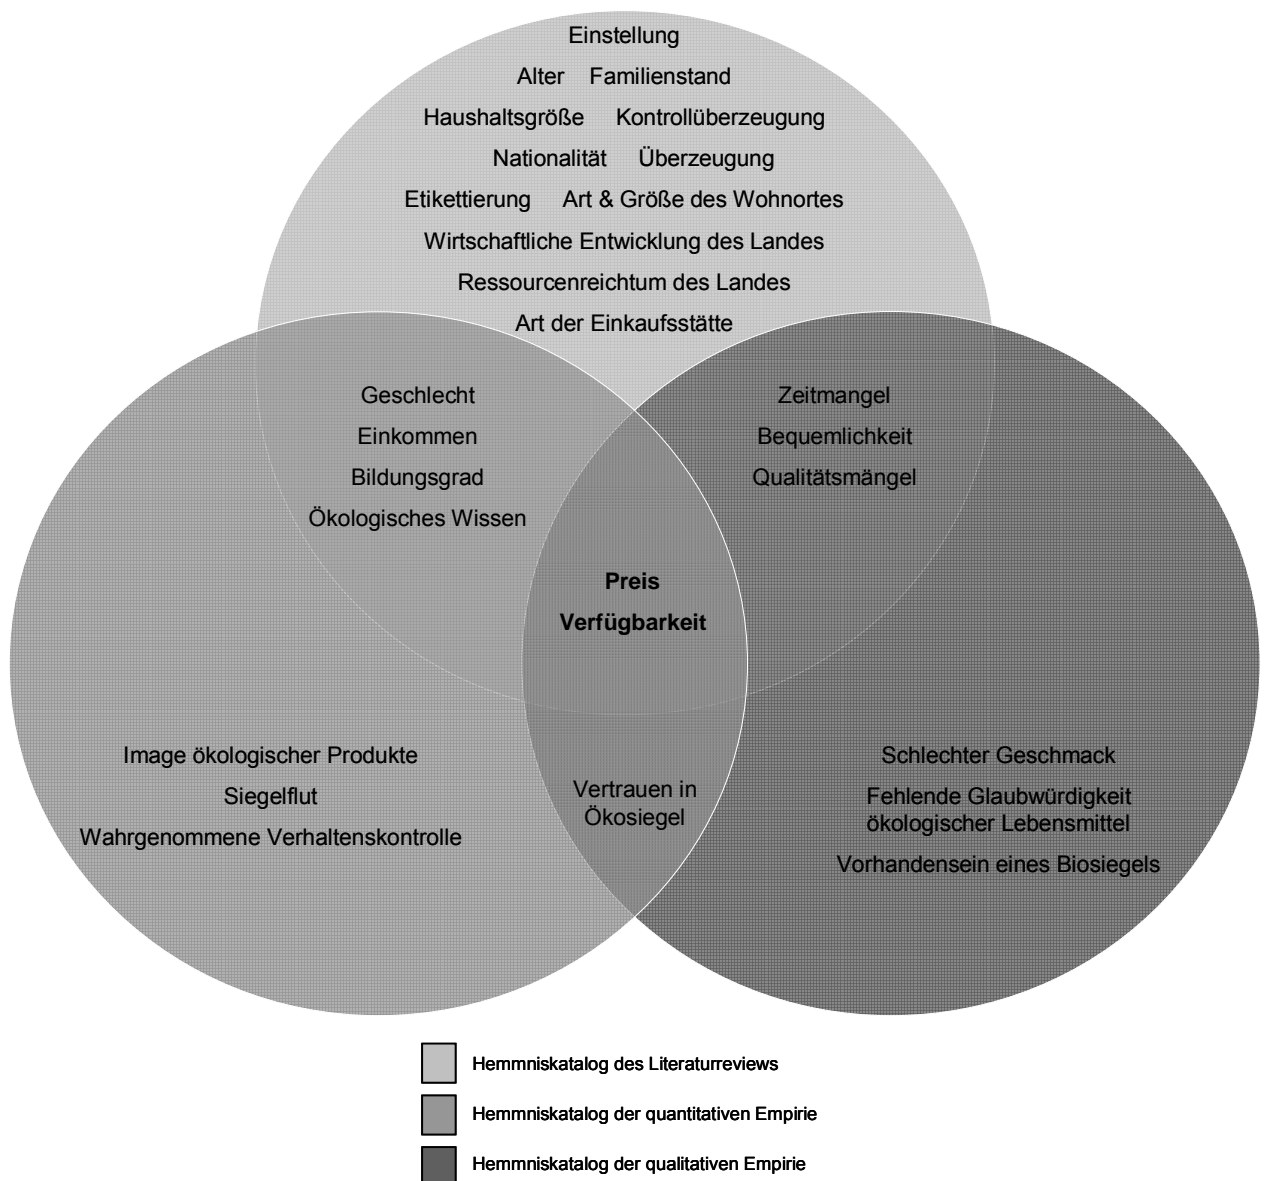 Einstellung
Alter Familienstand
Haushaltsgröße Kontrollüberzeugung
Nationalität Überzeugung
Etikettierung Art & Größe des Wohnortes
Wirtschaftliche Entwicklung des Landes
Ressourcenreichtum des Landes
Art der Einkaufsstätte
Geschlecht
Einkommen
Bildungsgrad
Ökologisches Wissen
Zeitmangel
Bequemlichkeit
Qualitätsmängel
Preis
Verfügbarkeit
Image ökologischer Produkte
Siegelflut
Wahrgenommene Verhaltenskontrolle
Vertrauen in
Ökosiegel
Schlechter Geschmack
Fehlende Glaubwürdigkeit
ökologischer Lebensmittel
Vorhandensein eines Biosiegels
Hemmniskatalog des Literaturreviews
Hemmniskatalog der quantitativen Empirie
Hemmniskatalog der qualitativen Empirie